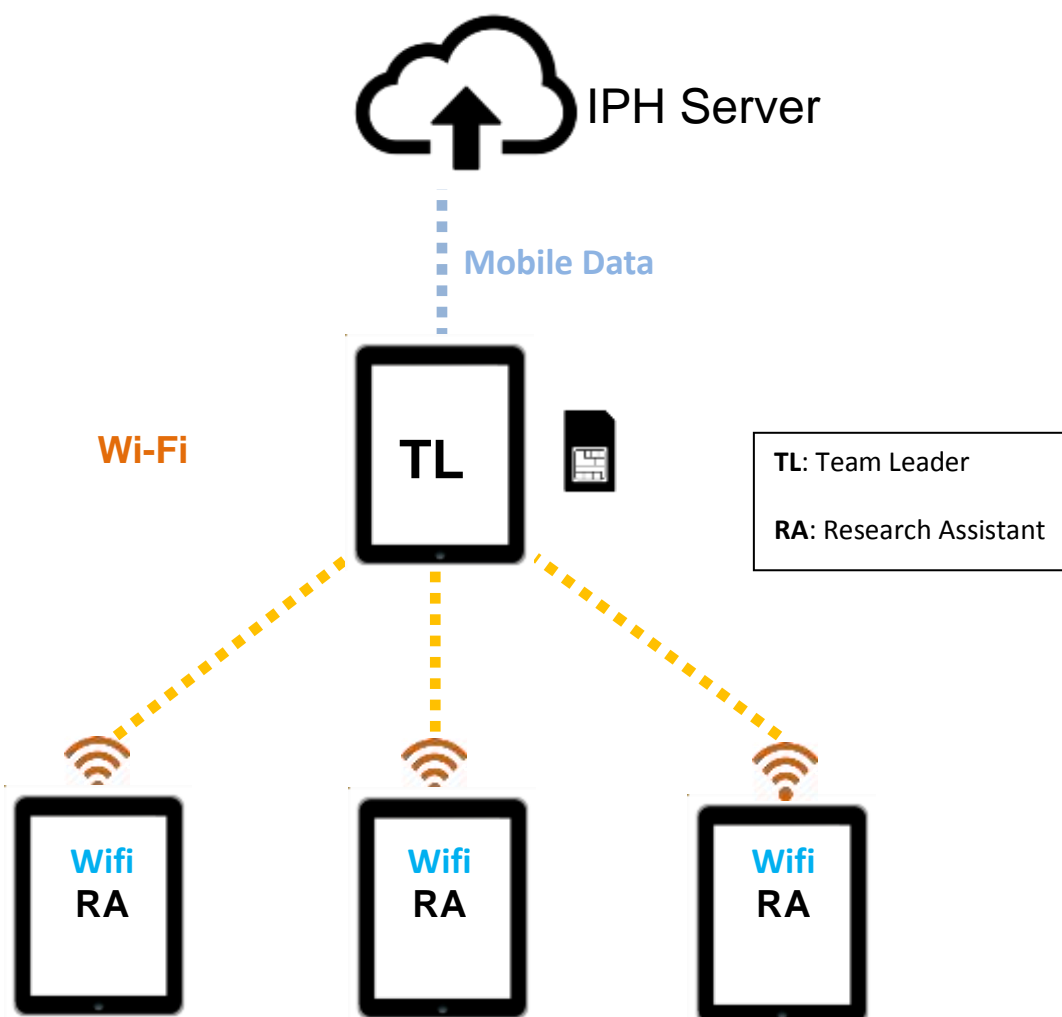 IPH Server
Mobile Data
Wi-Fi
TL
TL: Team Leader
RA: Research Assistant
Wifi
RA
Wifi
RA
Wifi
RA